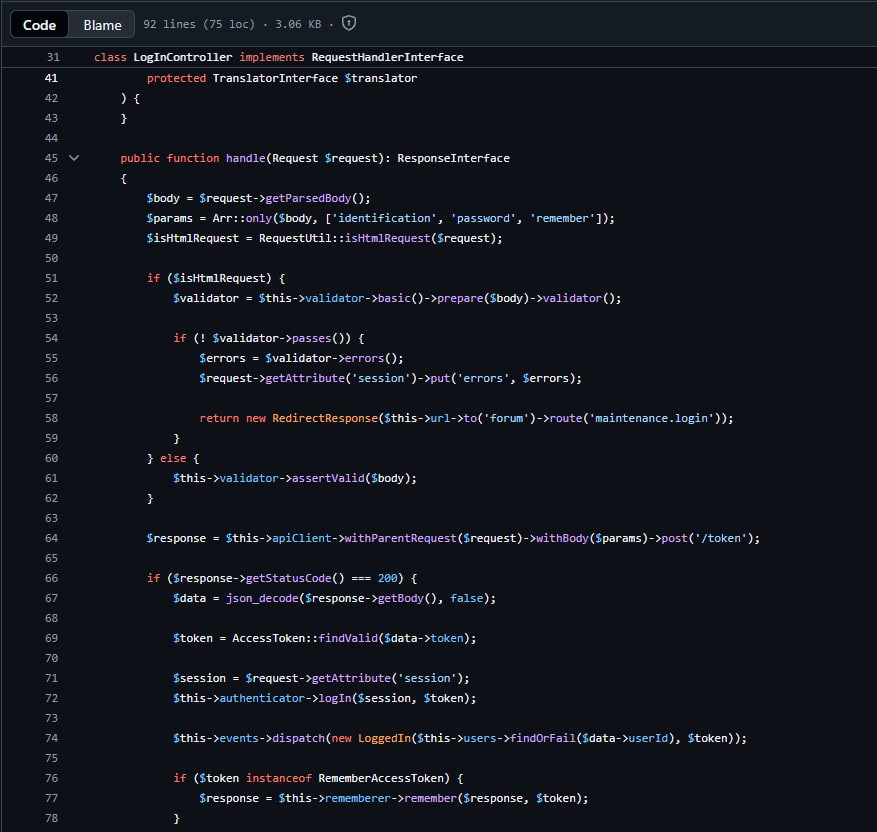 Code Blame 92 lines (75 loc) · 3.06 KB ·
31 class LogInController implements RequestHandlerInterface
41 protected TranslatorInterface $translator
42 ) {
43 }
44
45 public function handle(Request $request): ResponseInterface
46 {
47 $body = $request->getParsedBody();
48 $params = Arr::only($body, ['identification', 'password', 'remember']);
49 $isHtmlRequest = RequestUtil::isHtmlRequest($request);
50
51 if ($isHtmlRequest) {
52 $validator = $this->validator->basic()->prepare($body)->validator();
53
54 if (! $validator->passes()) {
55 $errors = $validator->errors();
56 $request->getAttribute('session')->put('errors', $errors);
57
58 return new RedirectResponse($this->url->to('forum')->route('maintenance.login'));
59 }
60 } else {
61 $this->validator->assertValid($body);
62 }
63
64 $response = $this->apiClient->withParentRequest($request)->withBody($params)->post('/token');
65
66 if ($response->getStatusCode() === 200) {
67 $data = json_decode($response->getBody(), false);
68
69 $token = AccessToken::findValid($data->token);
70
71 $session = $request->getAttribute('session');
72 $this->authenticator->logIn($session, $token);
73
74 $this->events->dispatch(new LoggedIn($this->users->findOrFail($data->userId), $token));
75
76 if ($token instanceof RememberAccessToken) {
77 $response = $this->rememberer->remember($response, $token);
78 }